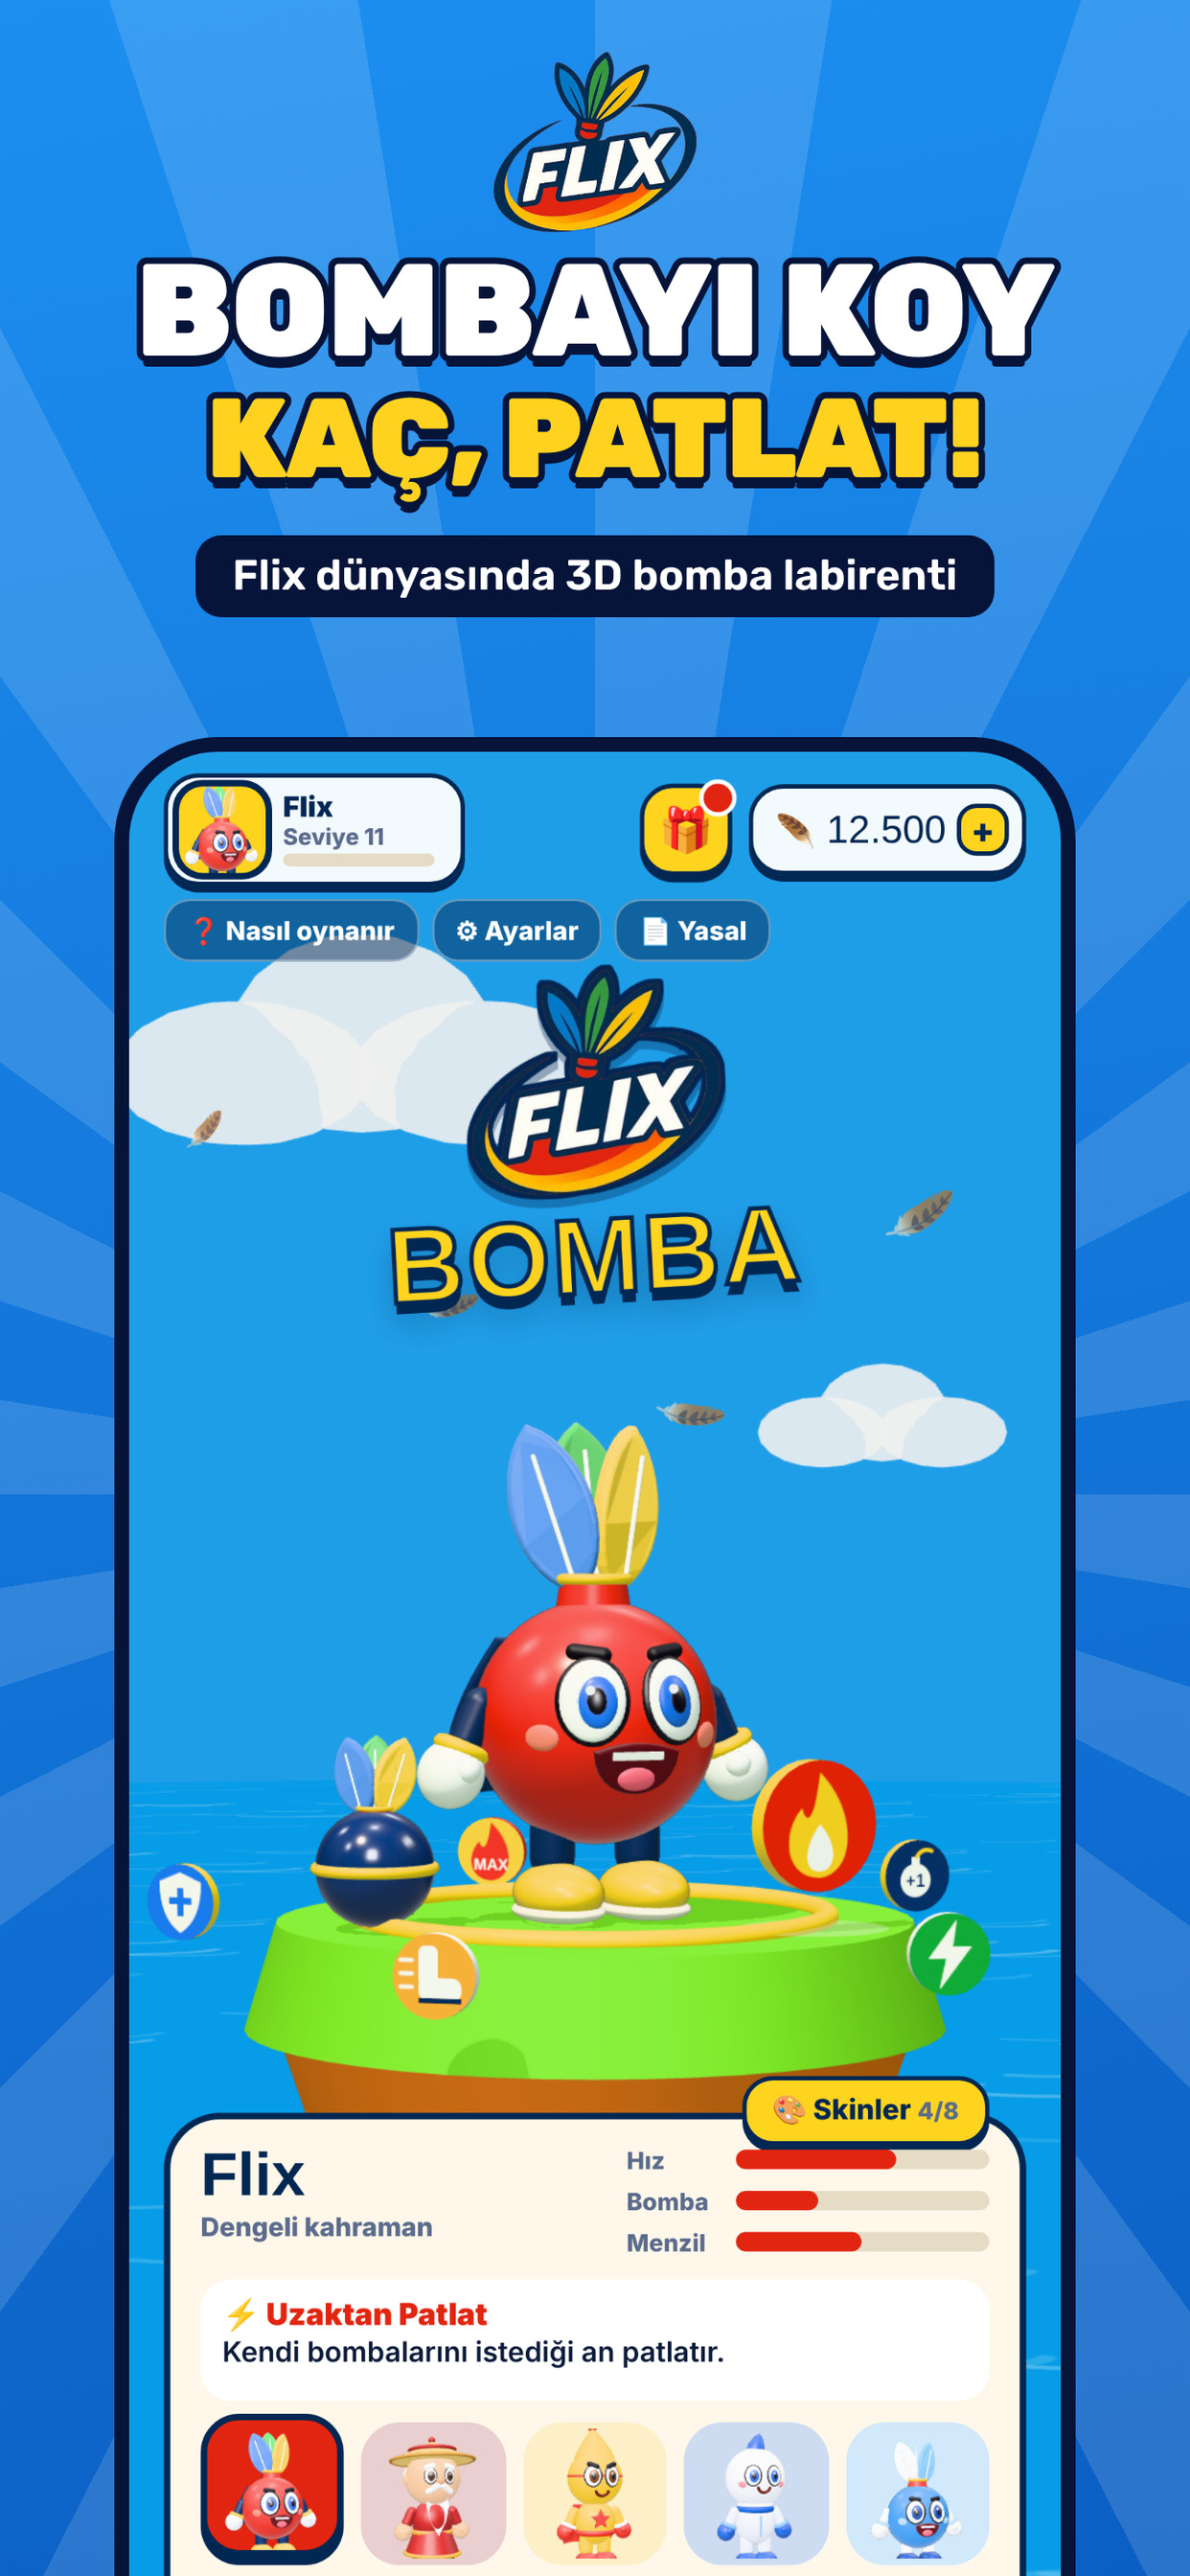 FLIX
BOMBAYI KOY
KAÇ, PATLAT!
Flix dünyasında 3D bomba labirenti
Flix
Seviye 11
12.500 +
❓ Nasıl oynanır
⚙ Ayarlar
📄 Yasal
FLIX
BOMBA
MAX
+1
🎨 Skinler 4/8
Flix
Dengeli kahraman
Hız
Bomba
Menzil
⚡ Uzaktan Patlat
Kendi bombalarını istediği an patlatır.